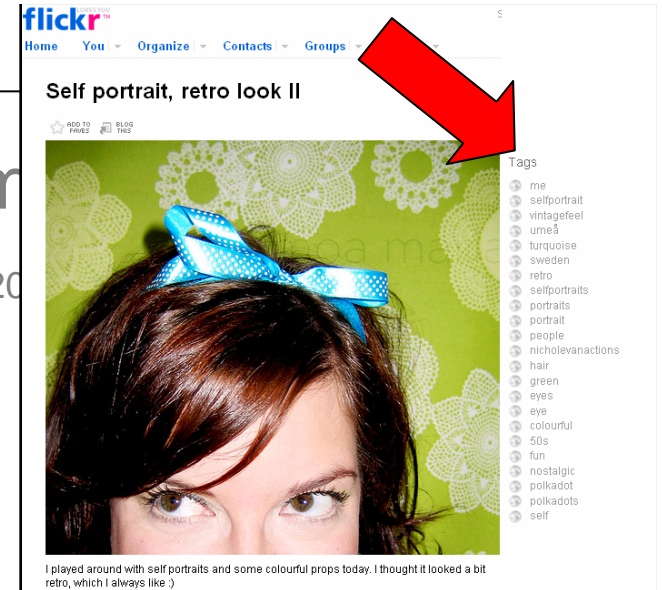 LOVES YOU
flickr™
Home You Organize Contacts Groups
Self portrait, retro look II
ADD TO FAVES BLOG THIS
Tags
me
selfportrait
vintagefeel
umeå
turquoise
sweden
retro
selfportraits
portraits
portrait
people
nicholevanactions
hair
green
eyes
eye
colourful
50s
fun
nostalgic
polkadot
polkadots
self
I played around with self portraits and some colourful props today. I thought it looked a bit
retro, which I always like :)